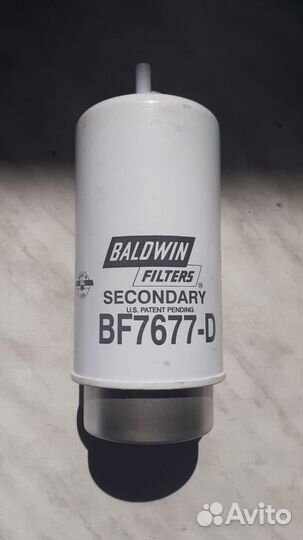 BALDWIN
FILTERS®
SECONDARY
U.S. PATENT PENDING
BF7677-D
Avito